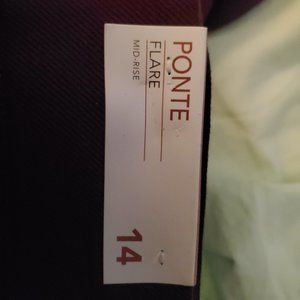 PONTE
FLARE
MID-RISE
14